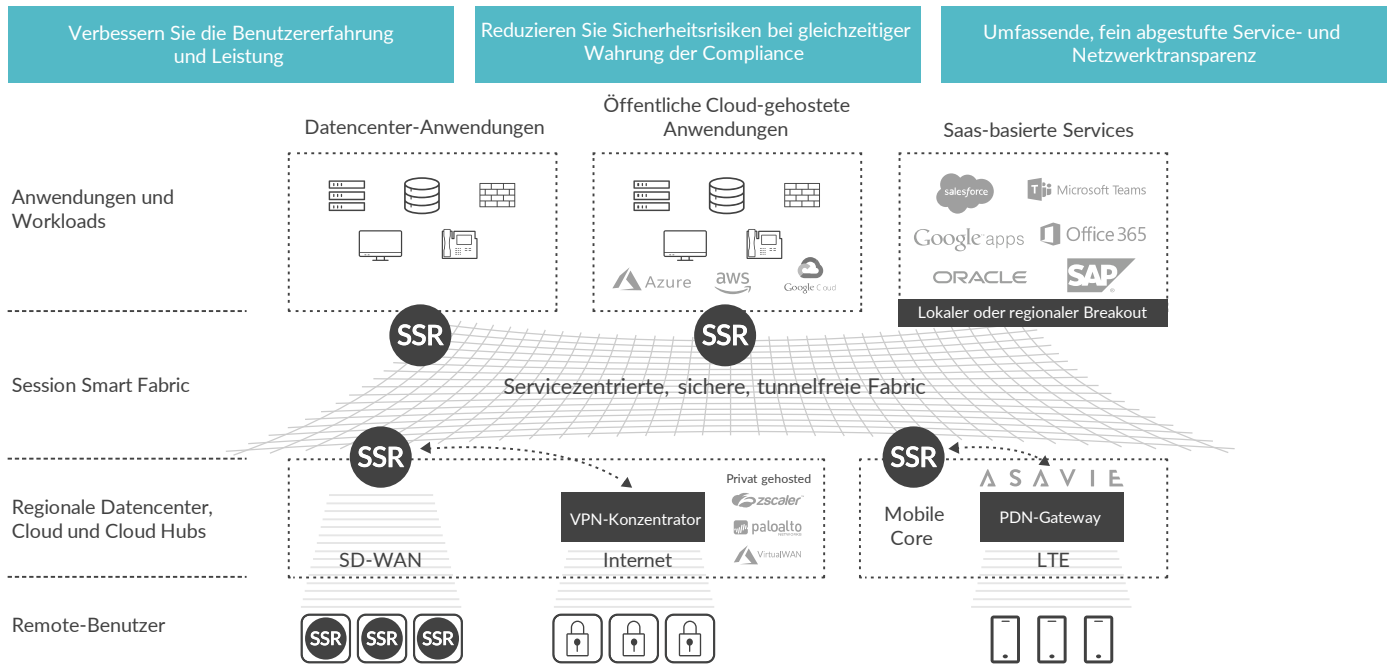 Verbessern Sie die Benutzererfahrung
und Leistung
Reduzieren Sie Sicherheitsrisiken bei gleichzeitiger
Wahrung der Compliance
Umfassende, fein abgestufte Service- und
Netzwerktransparenz
Datencenter-Anwendungen
Öffentliche Cloud-gehostete
Anwendungen
Saas-basierte Services
Anwendungen und
Workloads
salesforce
Microsoft Teams
Google apps
Office 365
ORACLE
SAP
Azure
aws
Google Cloud
Lokaler oder regionaler Breakout
SSR
SSR
Session Smart Fabric
Servicezentrierte, sichere, tunnelfreie Fabric
SSR
SSR
Regionale Datencenter,
Cloud und Cloud Hubs
SD-WAN
VPN-Konzentrator
Internet
Privat gehosted
zscaler
paloalto
NETWORKS
VirtualWAN
Mobile
Core
ASAVIE
PDN-Gateway
LTE
Remote-Benutzer
SSR
SSR
SSR